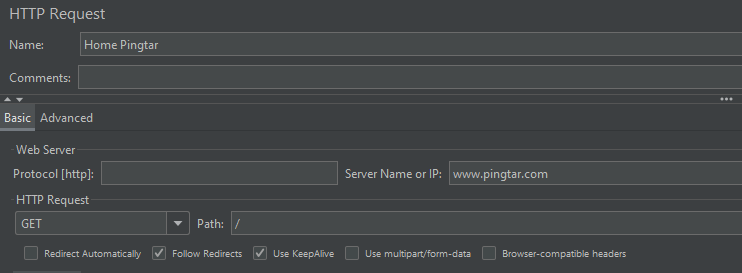 HTTP Request
Name: Home Pingtar
Comments:
Basic Advanced
Web Server
Protocol [http]: Server Name or IP: www.pingtar.com
HTTP Request
GET Path: /
Redirect Automatically Follow Redirects Use KeepAlive Use multipart/form-data Browser-compatible headers